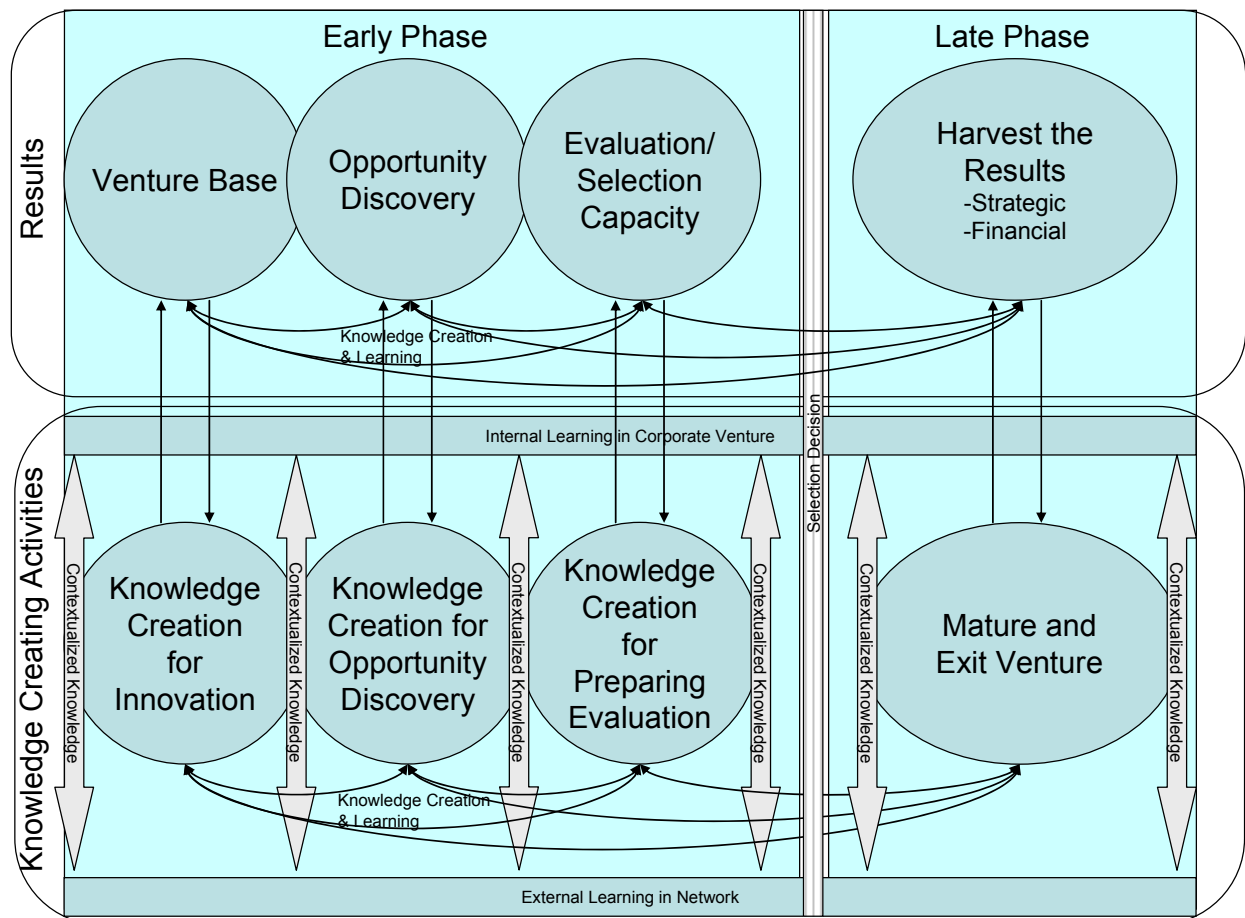 Early Phase
Late Phase
Results
Venture Base
Opportunity
Discovery
Evaluation/
Selection
Capacity
Harvest the
Results
-Strategic
-Financial
Knowledge Creation
& Learning
Selection Decision
Internal Learning in Corporate Venture
Knowledge Creating Activities
Contextualized Knowledge
Knowledge
Creation
for
Innovation
Contextualized Knowledge
Knowledge
Creation for
Opportunity
Discovery
Contextualized Knowledge
Knowledge
Creation
for
Preparing
Evaluation
Contextualized Knowledge
Contextualized Knowledge
Mature and
Exit Venture
Contextualized Knowledge
Knowledge Creation
& Learning
External Learning in Network